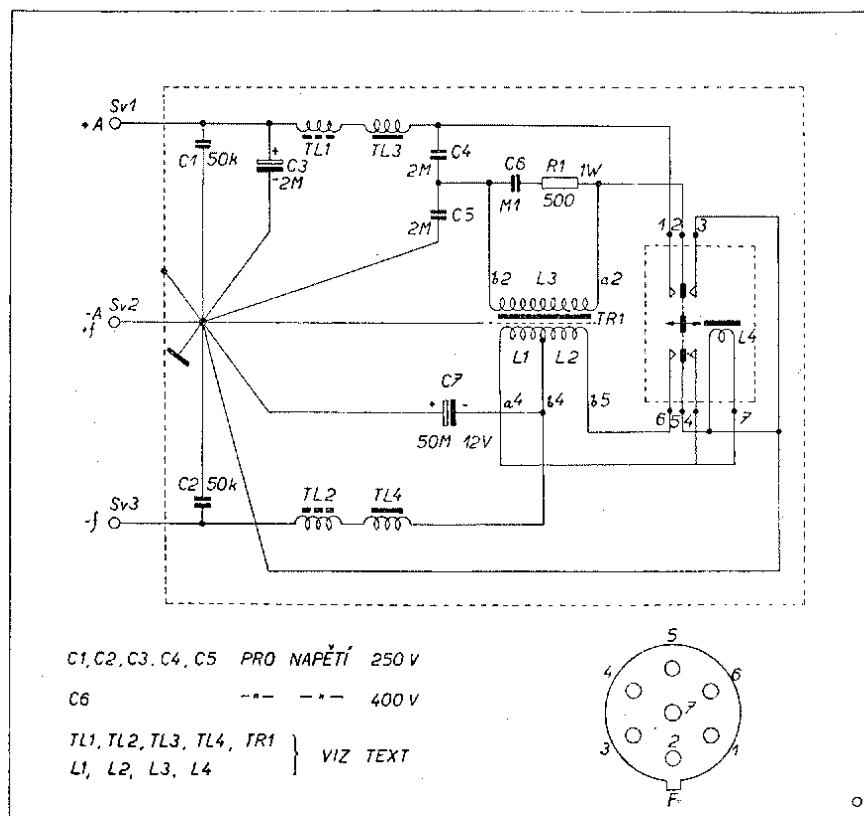 Sv1
+A
C1 50k
+
C3
- 2M
TL1
TL3
C4
2M
C5
2M
C6
M1
R1
1W
500
1 2 3
b2 L3 a2
-A Sv2
+f
TR1
L1 L2
L4
C7
+ -
50M 12V
a4 b4 b5
6 5 4 7
C2 50k
Sv3
-f
TL2 TL4
C1, C2, C3, C4, C5 PRO NAPĚTÍ 250 V
C6 -"- -"- 400 V
TL1, TL2, TL3, TL4, TR1 } VIZ TEXT
L1, L2, L3, L4
5
4 6
7
3 2 1
F